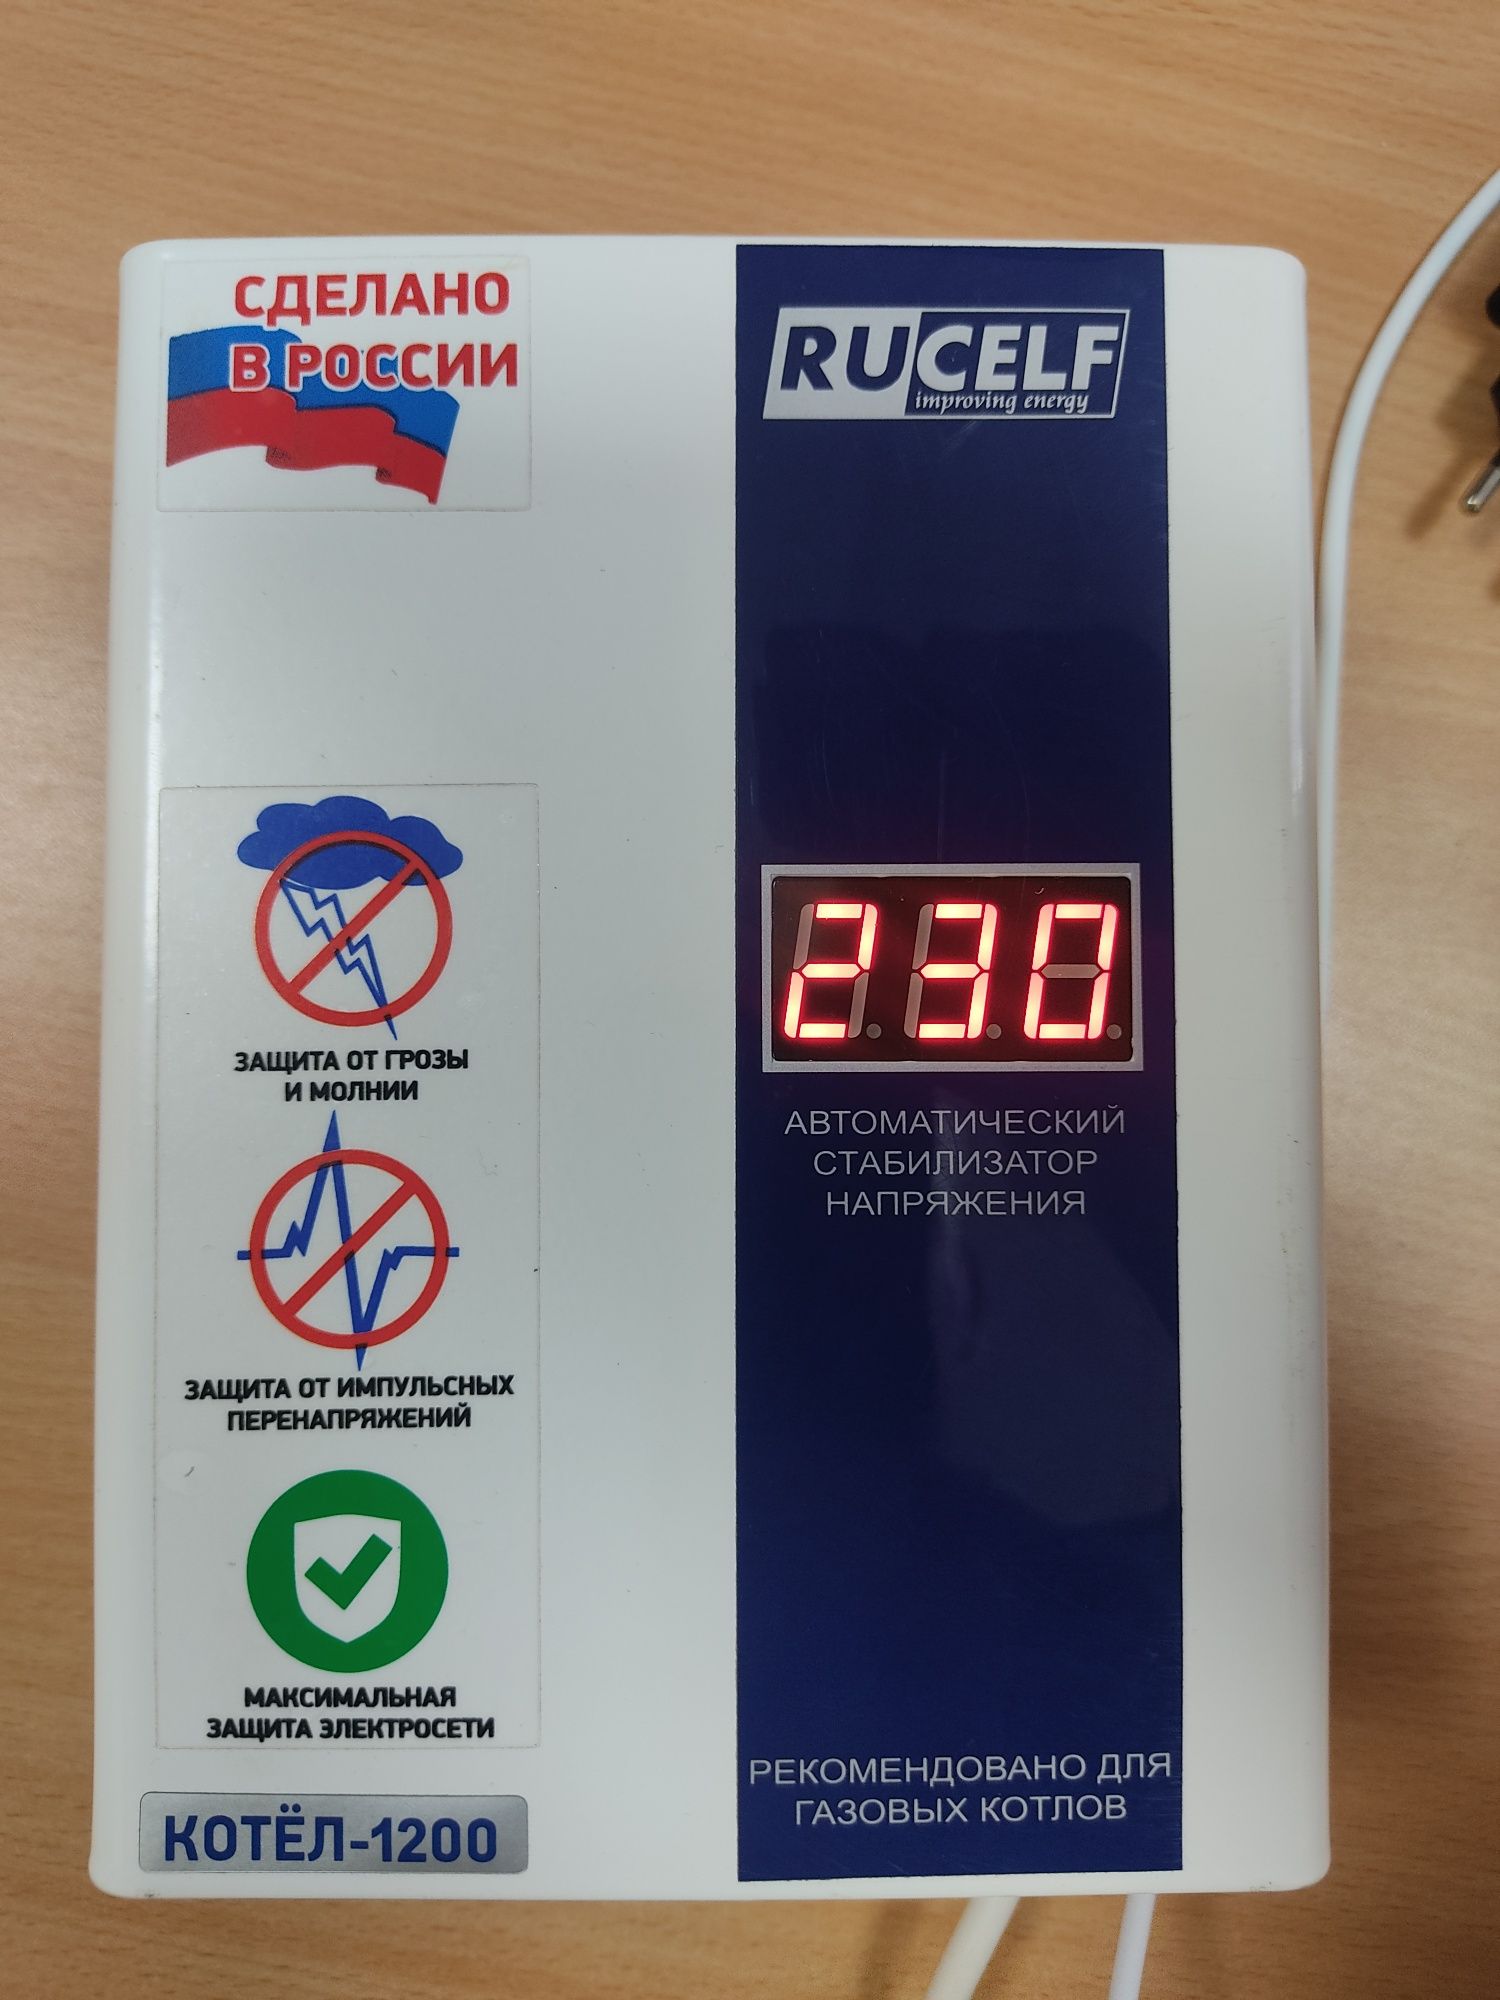 СДЕЛАНО
В РОССИИ
RUCELF
improving energy
230
АВТОМАТИЧЕСКИЙ
СТАБИЛИЗАТОР
НАПРЯЖЕНИЯ
ЗАЩИТА ОТ ГРОЗЫ
И МОЛНИИ
ЗАЩИТА ОТ ИМПУЛЬСНЫХ
ПЕРЕНАПРЯЖЕНИЙ
МАКСИМАЛЬНАЯ
ЗАЩИТА ЭЛЕКТРОСЕТИ
КОТЁЛ-1200
РЕКОМЕНДОВАНО ДЛЯ
ГАЗОВЫХ КОТЛОВ